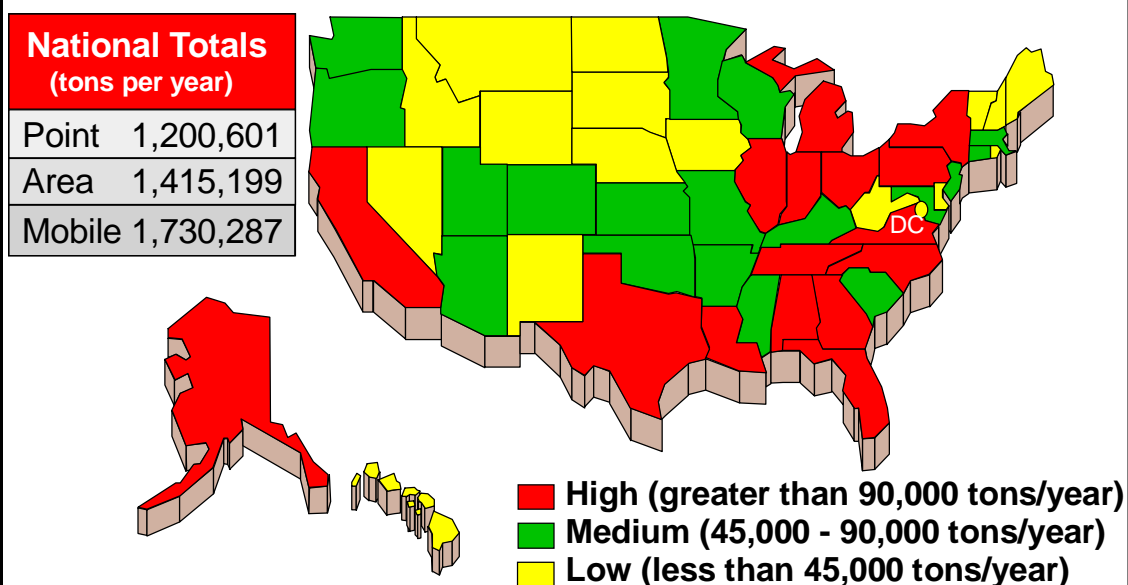 National Totals
(tons per year)
Point 1,200,601
Area 1,415,199
Mobile 1,730,287
DC
High (greater than 90,000 tons/year)
Medium (45,000 - 90,000 tons/year)
Low (less than 45,000 tons/year)